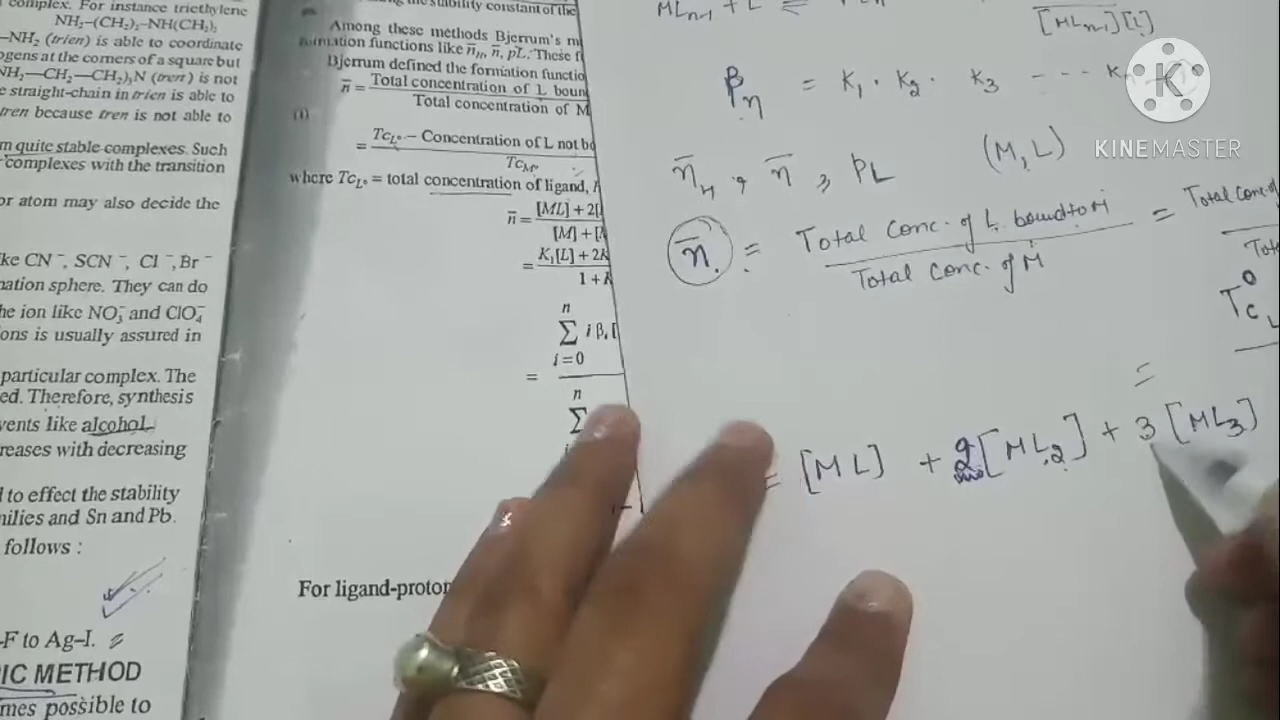 complex. For instance triethylene
NH₂–(CH₂)₂–NH(CH₂)₂
–NH₂ (trien) is able to coordinate
ogens at the corners of a square but
NH₂—CH₂—CH₂)₃N (tren) is not
e straight-chain in trien is able to
tren because tren is not able to
m quite stable complexes. Such
complexes with the transition
or atom may also decide the
ke CN⁻, SCN⁻, Cl⁻, Br⁻
nation sphere. They can do
he ion like NO₃⁻ and ClO₄⁻
ons is usually assured in
particular complex. The
ed. Therefore, synthesis
vents like alcohol
reases with decreasing
d to effect the stability
milies and Sn and Pb.
follows :
-F to Ag–I.
IC METHOD
mes possible to
the stability constant of the
Among these methods Bjerrum's m
formation functions like n̄H, n̄, pL. These f
Bjerrum defined the formation functio
n̄ = Total concentration of L boun
Total concentration of M
(i)
= TcL° – Concentration of L not bo
TcM°
where TcL° = total concentration of ligand,
n̄ = [ML] + 2[
[M] + [
= K₁[L] + 2K
1 + K
n
∑ i βᵢ [
i = 0
=
n
∑
For ligand-proton
MLn-1 + L ⇌
[MLn-1][L]
βn = K₁ · K₂ · K₃ ---- Kn
n̄H, n̄, PL (M, L)
n̄ = Total Conc. of L bound to M = Total Conc. of
Total Conc. of M
Tc°L
=
= [ML] + 2[ML₂] + 3[ML₃]
K
KINEMASTER